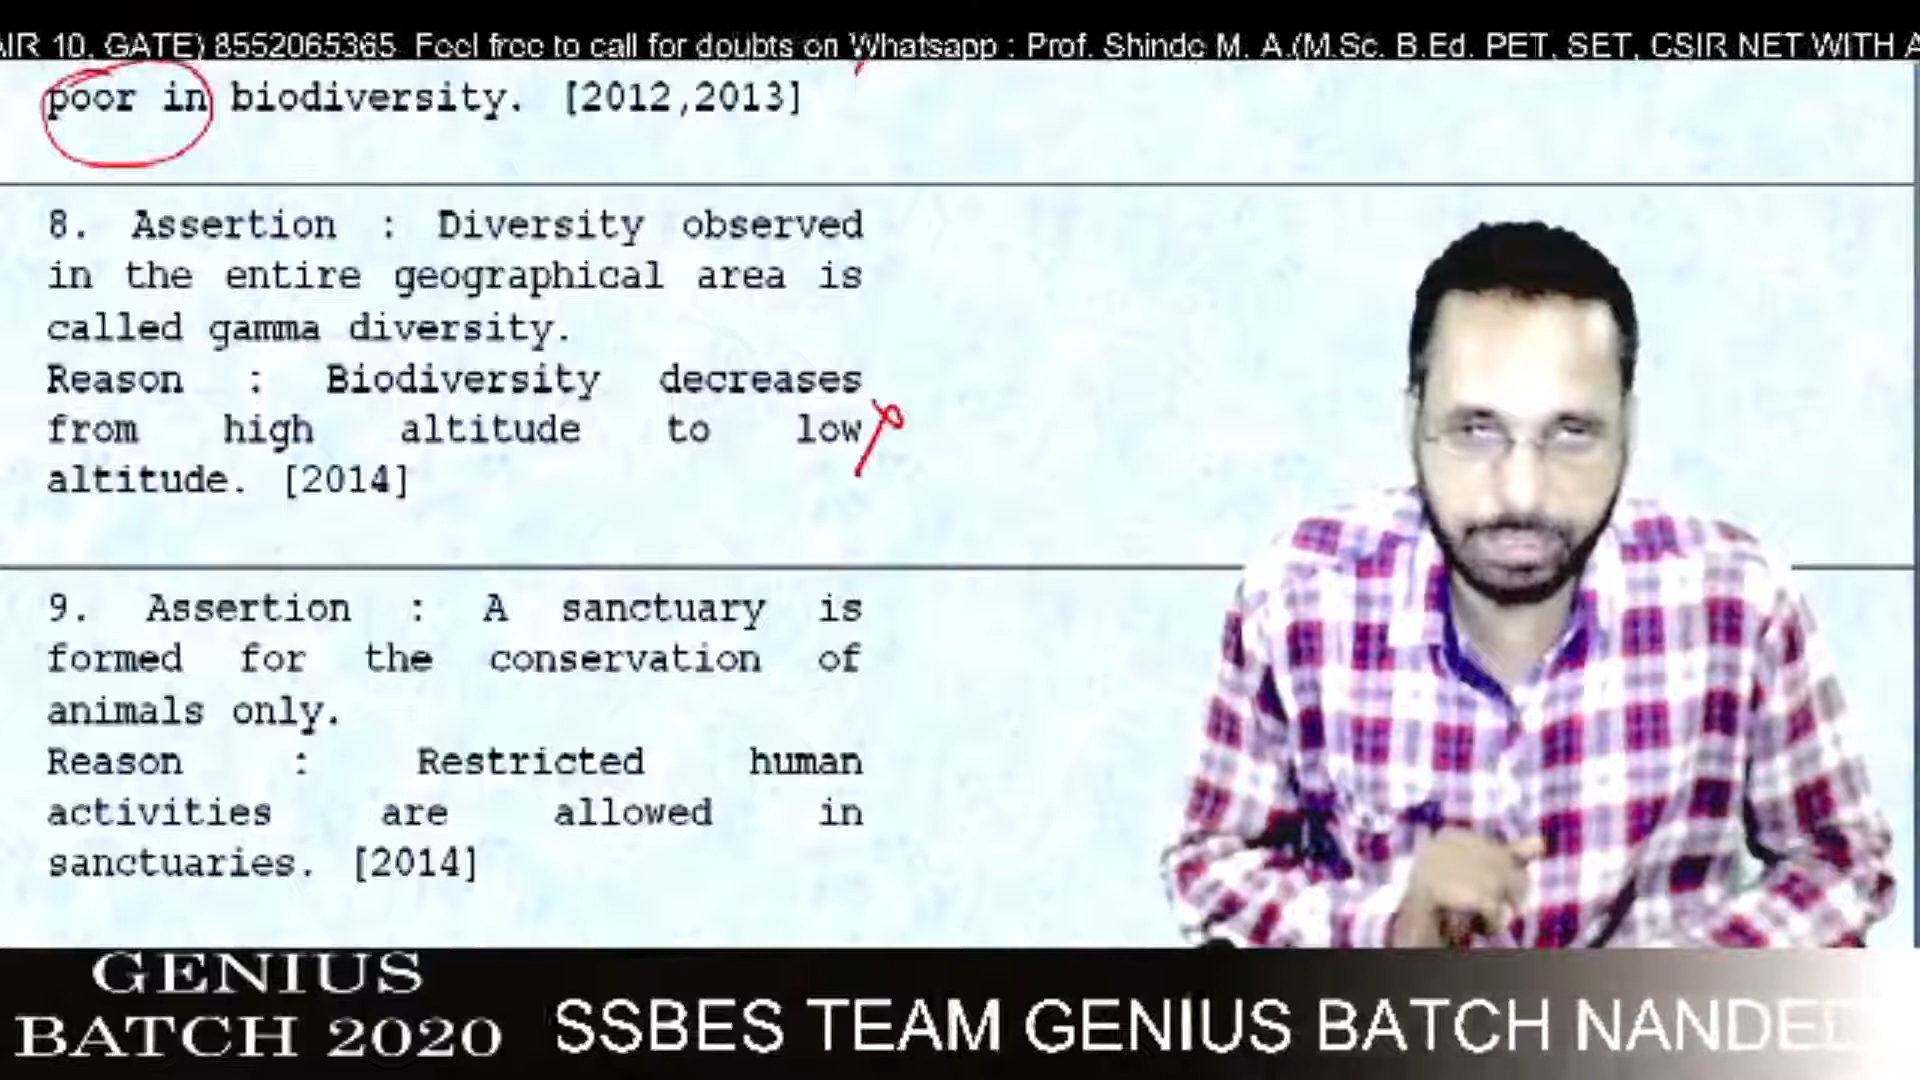 AIR 10, GATE) 8552065365 Feel free to call for doubts on Whatsapp : Prof. Shinde M. A.(M.Sc. B.Ed. PET, SET, CSIR NET WITH A
poor in biodiversity. [2012,2013]
8. Assertion : Diversity observed
in the entire geographical area is
called gamma diversity.
Reason : Biodiversity decreases
from high altitude to low
altitude. [2014]
9. Assertion : A sanctuary is
formed for the conservation of
animals only.
Reason : Restricted human
activities are allowed in
sanctuaries. [2014]
GENIUS
BATCH 2020
SSBES TEAM GENIUS BATCH NANDED